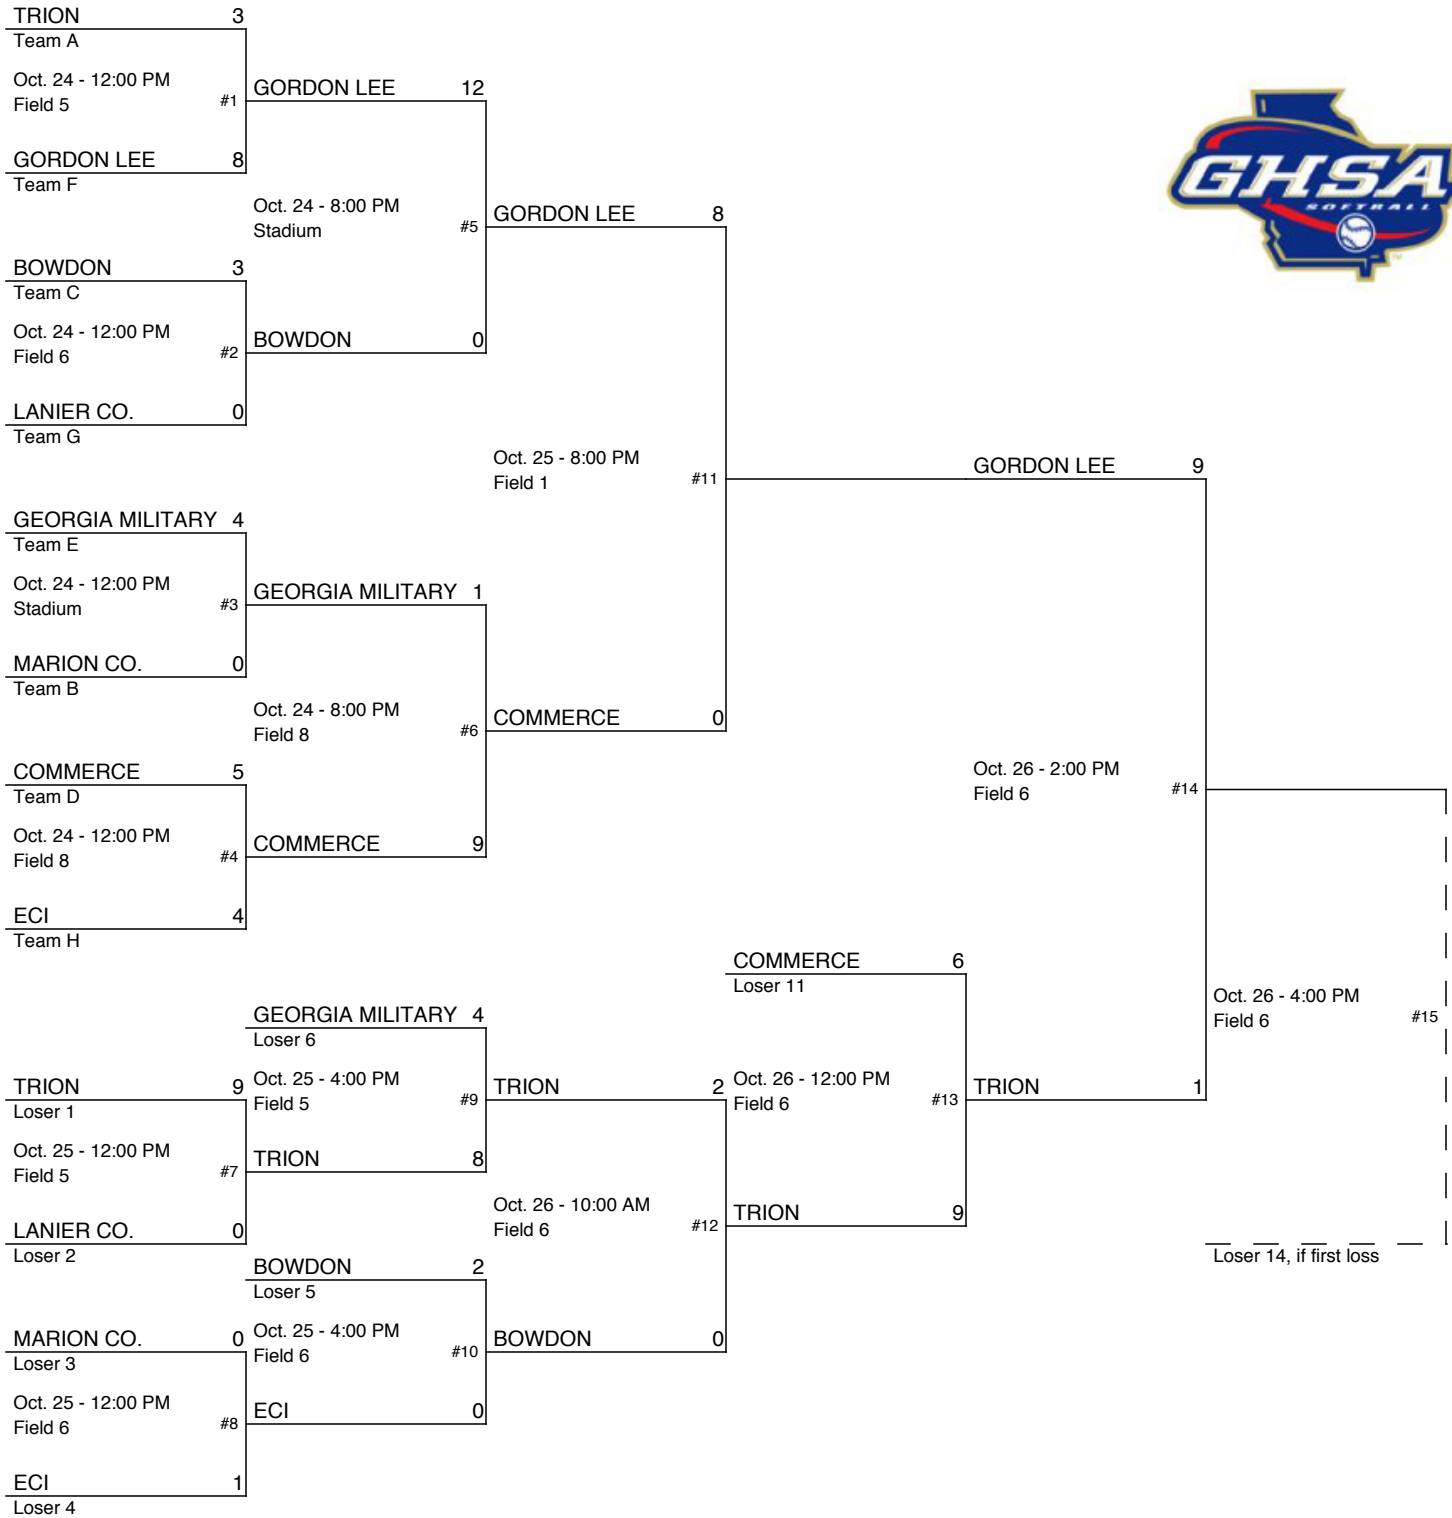 TRION 3
Team A
Oct. 24 - 12:00 PM
Field 5
#1
GORDON LEE 8
Team F
BOWDON 3
Team C
Oct. 24 - 12:00 PM
Field 6
#2
LANIER CO. 0
Team G
GEORGIA MILITARY 4
Team E
Oct. 24 - 12:00 PM
Stadium
#3
MARION CO. 0
Team B
COMMERCE 5
Team D
Oct. 24 - 12:00 PM
Field 8
#4
ECI 4
Team H
GORDON LEE 12
Oct. 24 - 8:00 PM
Stadium
#5
BOWDON 0
GEORGIA MILITARY 1
Oct. 24 - 8:00 PM
Field 8
#6
COMMERCE 9
GORDON LEE 8
Oct. 25 - 8:00 PM
Field 1
#11
COMMERCE 0
GHSA
SOFTBALL
TM
GORDON LEE 9
Oct. 26 - 2:00 PM
Field 6
#14
TRION 1
Oct. 26 - 4:00 PM
Field 6
#15
Loser 14, if first loss
TRION 9
Loser 1
Oct. 25 - 12:00 PM
Field 5
#7
LANIER CO. 0
Loser 2
MARION CO. 0
Loser 3
Oct. 25 - 12:00 PM
Field 6
#8
ECI 1
Loser 4
GEORGIA MILITARY 4
Loser 6
Oct. 25 - 4:00 PM
Field 5
#9
TRION 8
BOWDON 2
Loser 5
Oct. 25 - 4:00 PM
Field 6
#10
ECI 0
TRION 2
Oct. 26 - 10:00 AM
Field 6
#12
BOWDON 0
COMMERCE 6
Loser 11
Oct. 26 - 12:00 PM
Field 6
#13
TRION 9